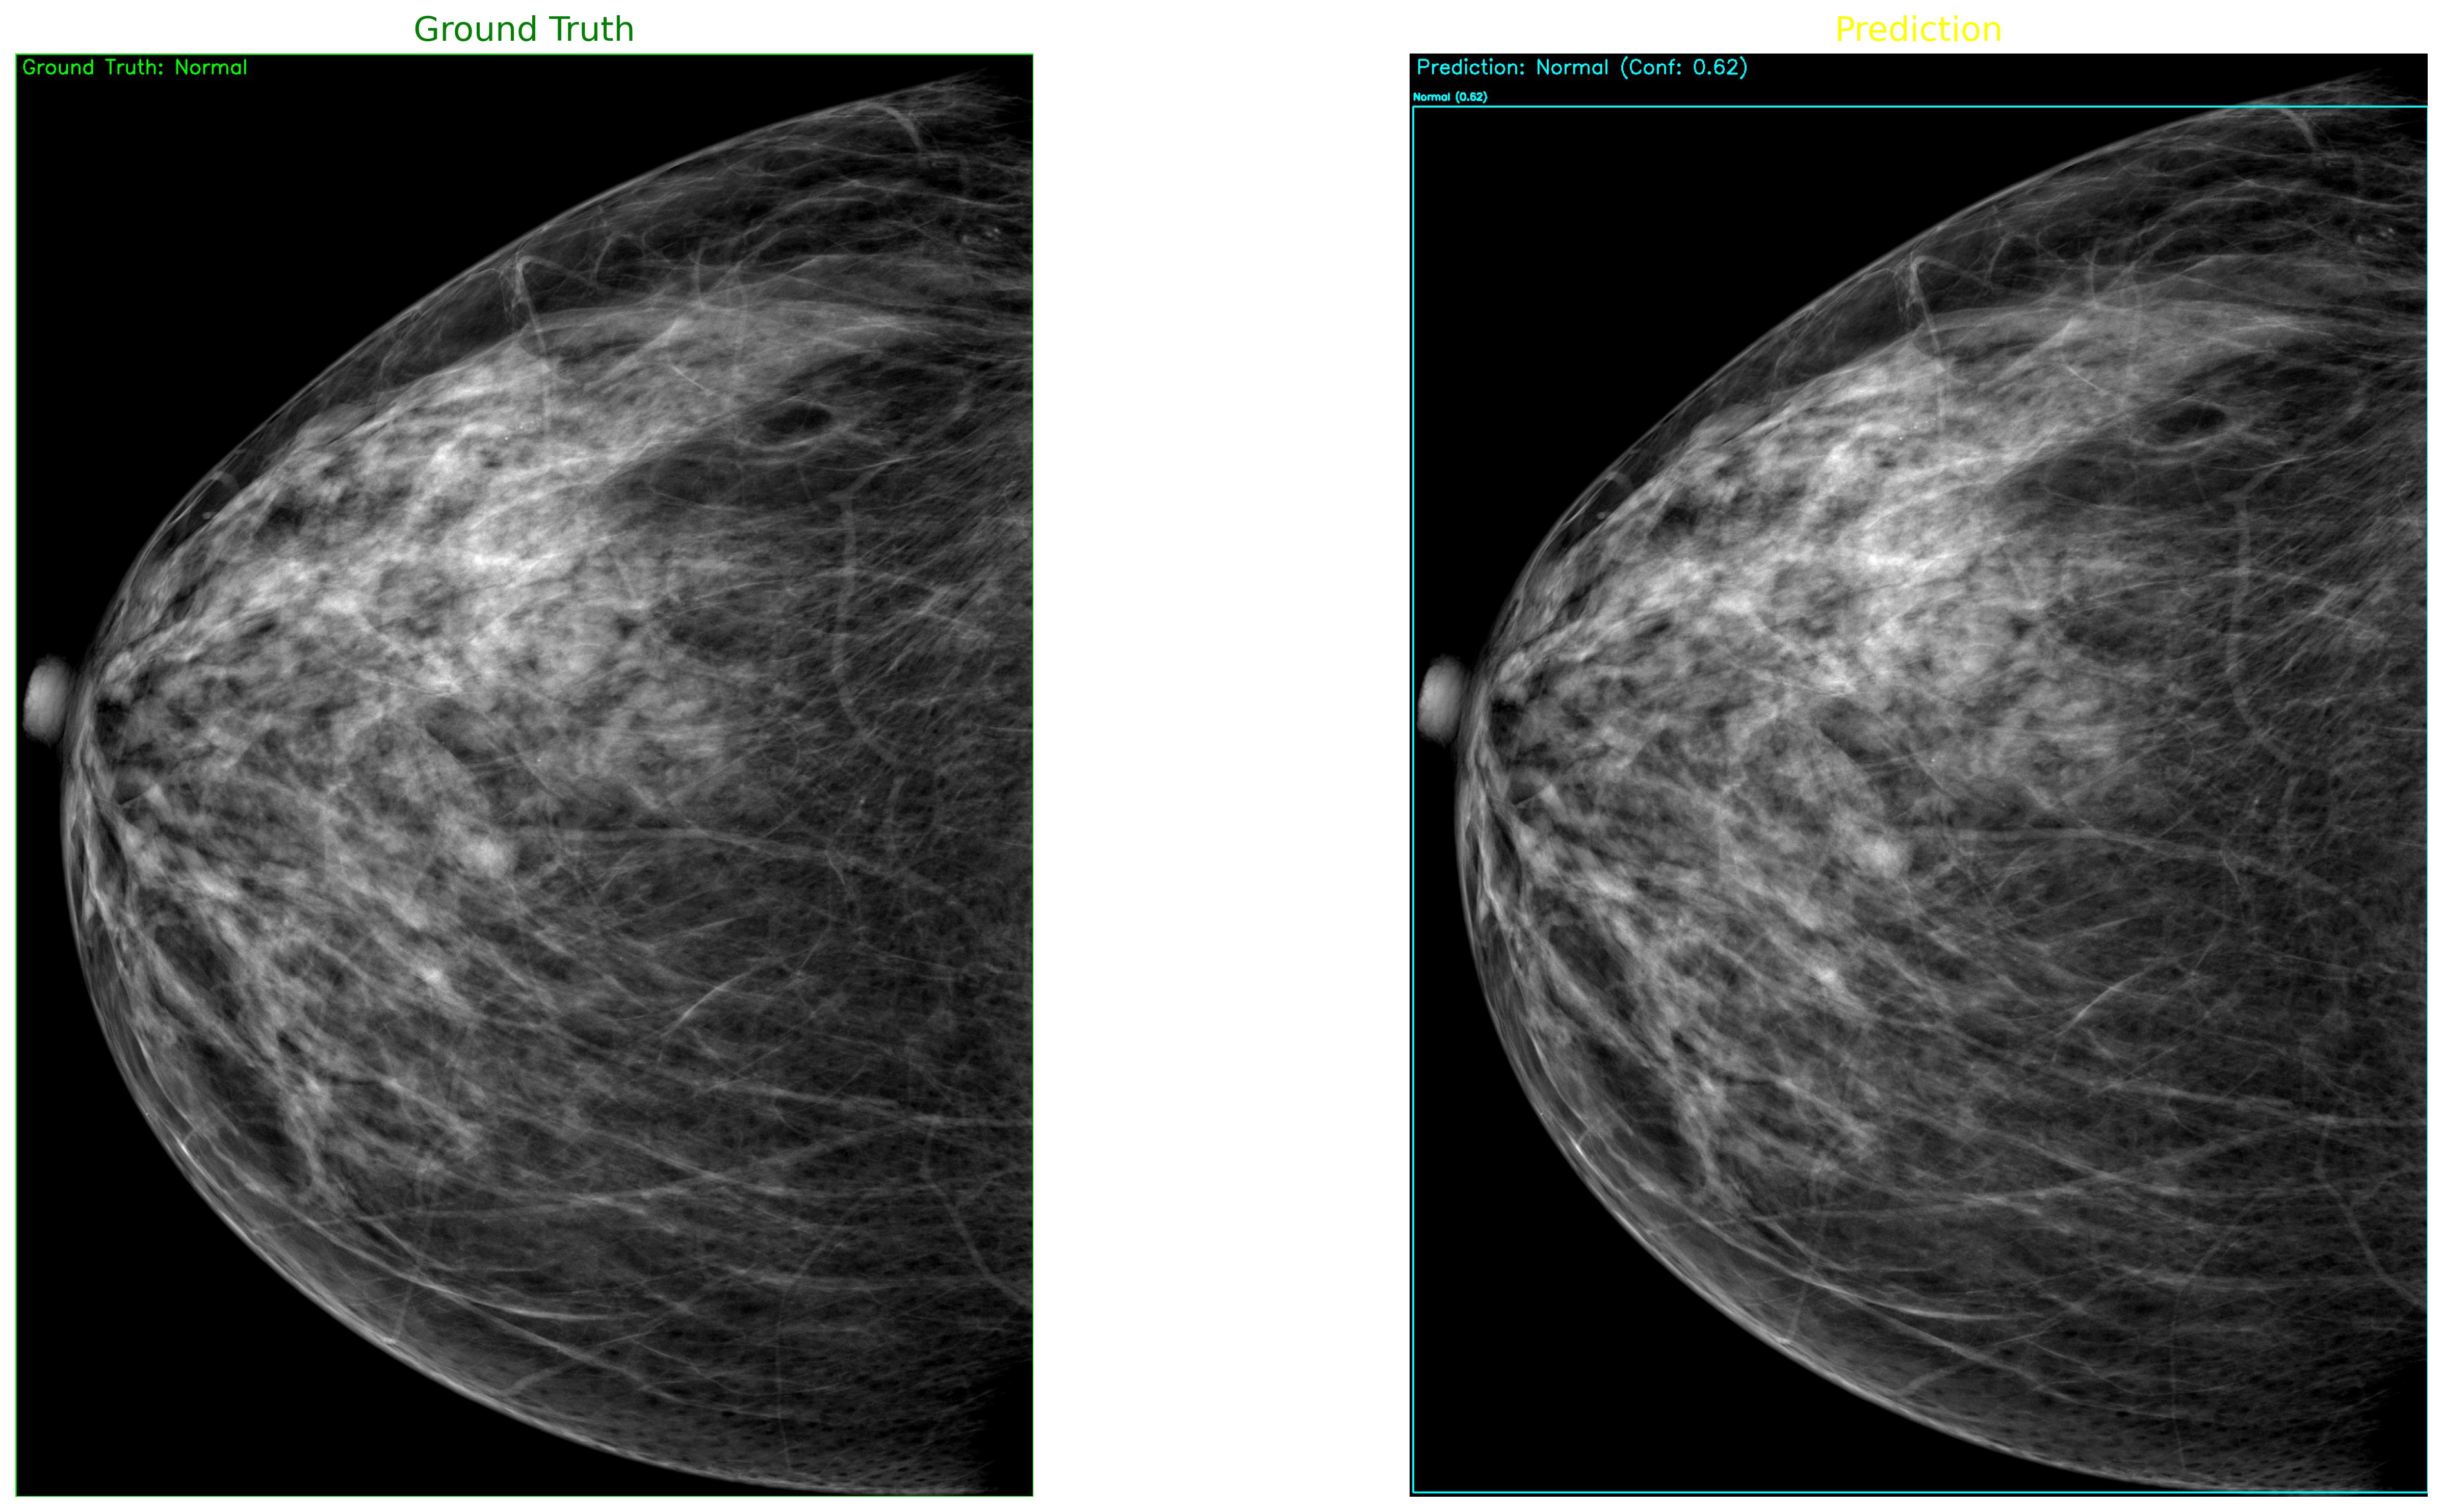 Ground Truth
Prediction
Ground Truth: Normal
Prediction: Normal (Conf: 0.62)
Normal (0.62)